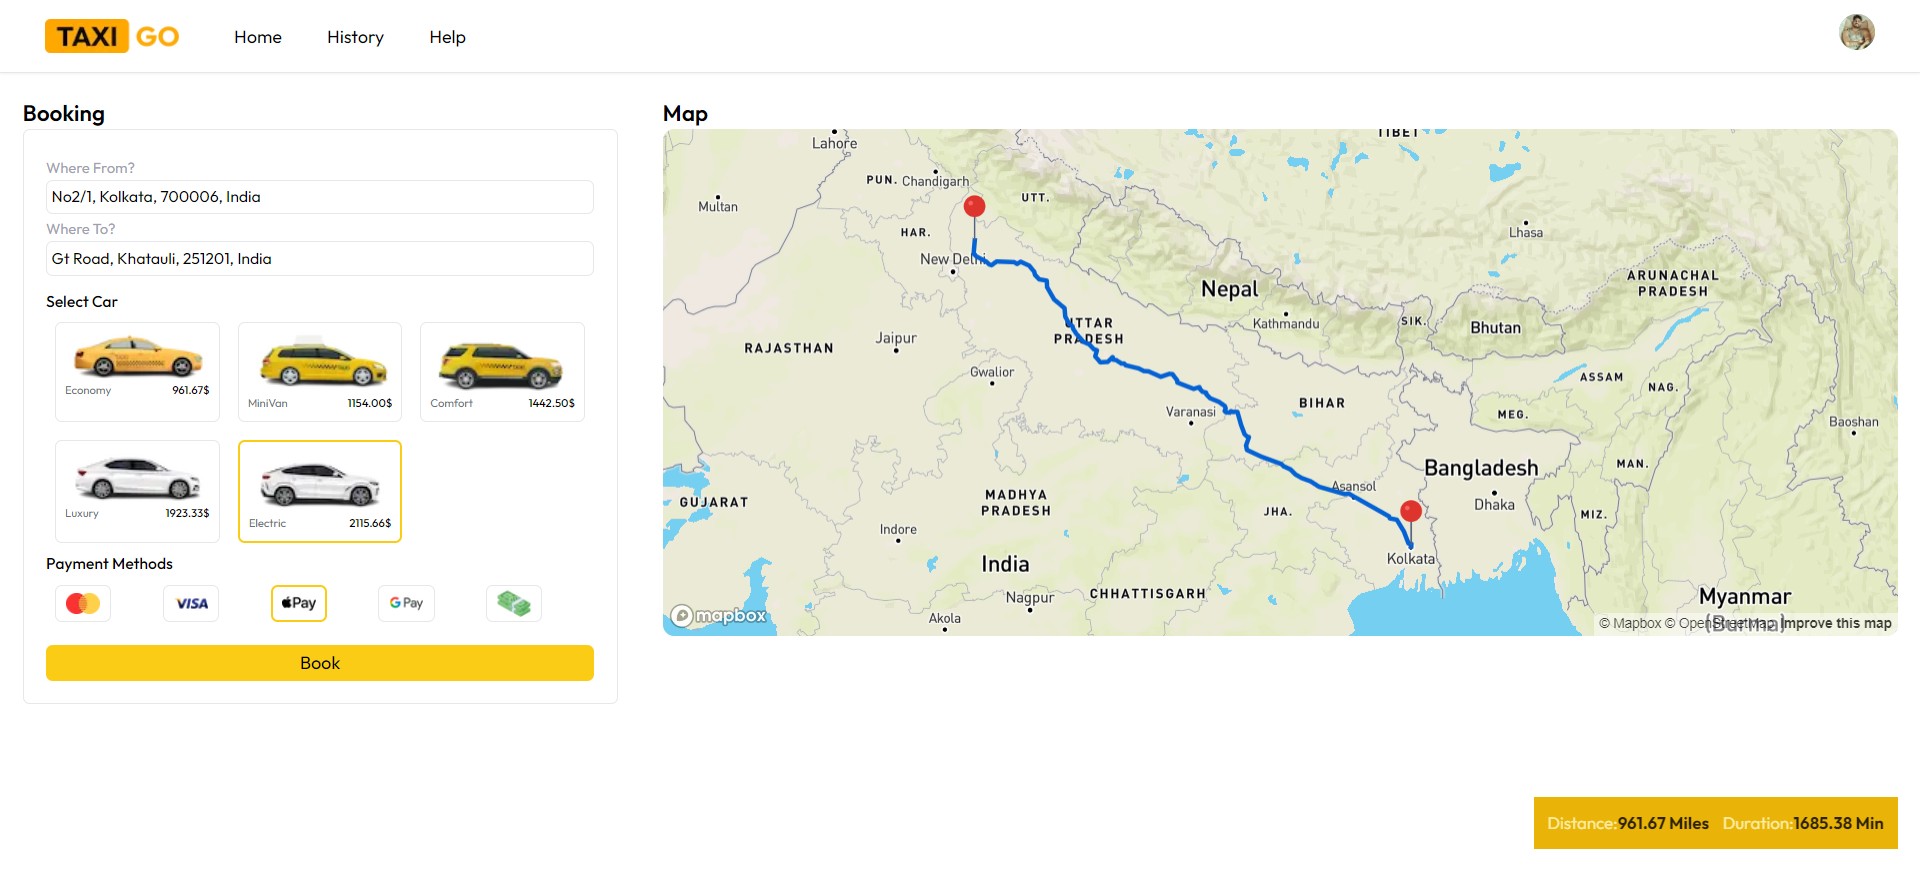 TAXI GO
Home
History
Help
Booking
Where From?
No2/1, Kolkata, 700006, India
Where To?
Gt Road, Khatauli, 251201, India
Select Car
Economy 961.67$
MiniVan 1154.00$
Comfort 1442.50$
Luxury 1923.33$
Electric 2115.66$
Payment Methods
VISA
Pay
G Pay
Book
Map
TIBET
Lahore
PUN. Chandigarh
Multan
UTT.
HAR.
Lhasa
New Delhi
ARUNACHAL
PRADESH
Nepal
Kathmandu
SIK.
Bhutan
UTTAR
PRADESH
Jaipur
RAJASTHAN
Gwalior
ASSAM
NAG.
BIHAR
Varanasi
MEG.
Baoshan
Bangladesh
MAN.
Asansol
Dhaka
GUJARAT
MADHYA
PRADESH
JHA.
MIZ.
Indore
Kolkata
India
CHHATTISGARH
Nagpur
Myanmar
(Burma)
Akola
mapbox
© Mapbox © OpenStreetMap Improve this map
Distance:961.67 Miles Duration:1685.38 Min